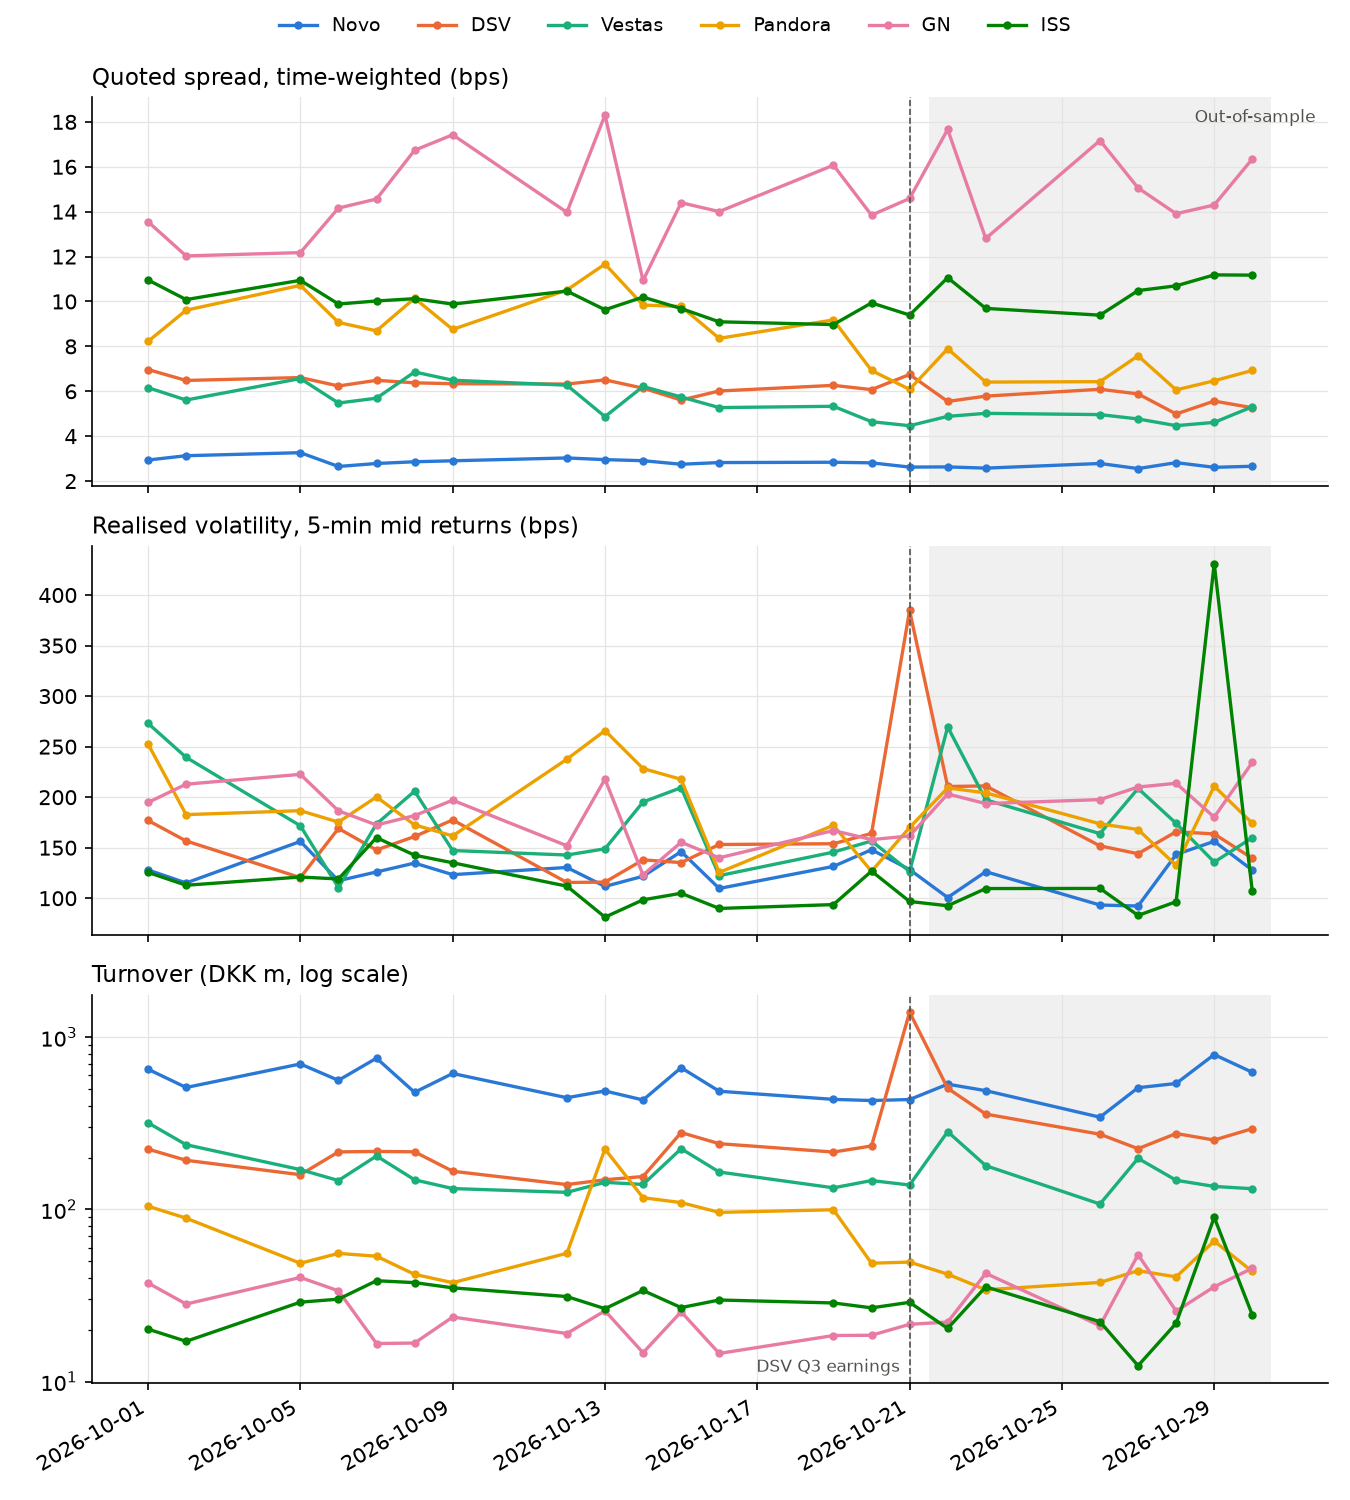 Novo DSV Vestas Pandora GN ISS
Quoted spread, time-weighted (bps)
Out-of-sample
18
16
14
12
10
8
6
4
2
Realised volatility, 5-min mid returns (bps)
400
350
300
250
200
150
100
Turnover (DKK m, log scale)
10³
10²
10¹
DSV Q3 earnings
2026-10-01 2026-10-05 2026-10-09 2026-10-13 2026-10-17 2026-10-21 2026-10-25 2026-10-29